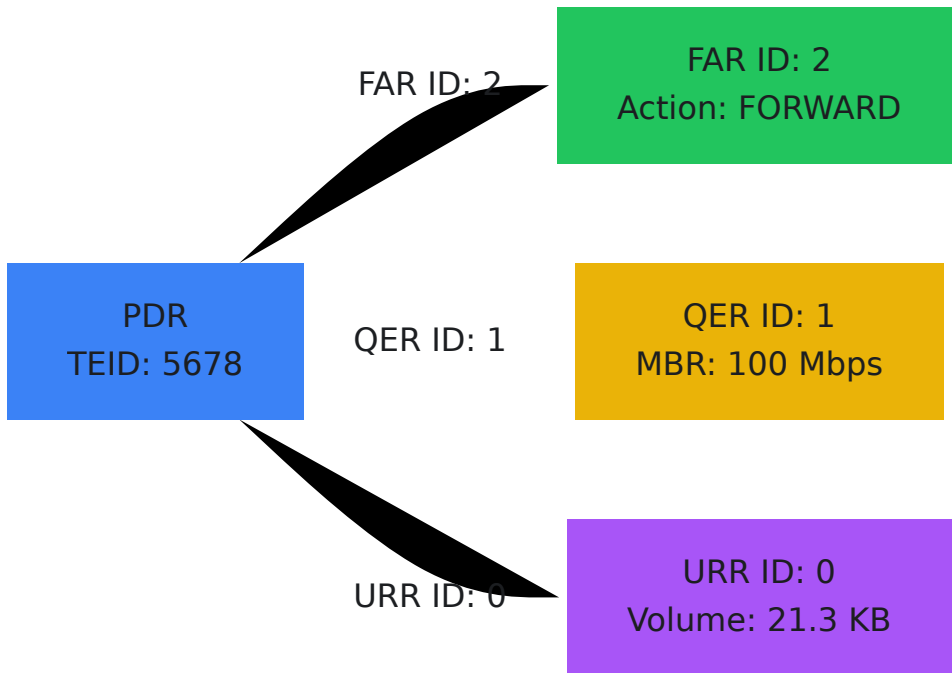 FAR ID: 2
FAR ID: 2
Action: FORWARD
PDR
TEID: 5678
QER ID: 1
QER ID: 1
MBR: 100 Mbps
URR ID: 0
URR ID: 0
Volume: 21.3 KB